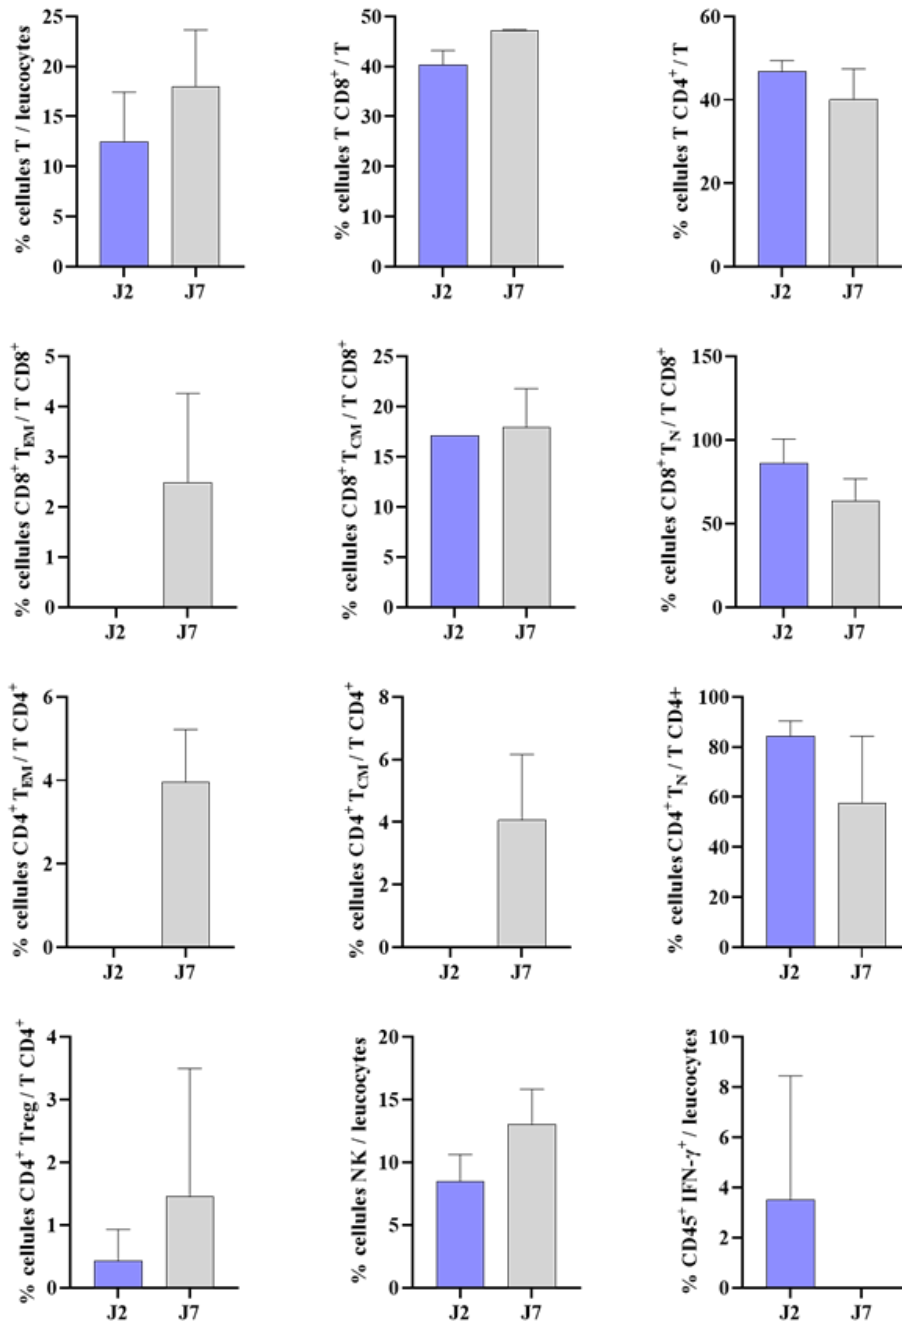 % cellules T / leucocytes
25
20
15
10
5
0
J2 J7
% cellules T CD8⁺ / T
50
40
30
20
10
0
J2 J7
% cellules T CD4⁺ / T
60
40
20
0
J2 J7
% cellules CD8⁺ T_EM / T CD8⁺
5
4
3
2
1
0
J2 J7
% cellules CD8⁺ T_CM / T CD8⁺
25
20
15
10
5
0
J2 J7
% cellules CD8⁺ T_N / T CD8⁺
150
100
50
0
J2 J7
% cellules CD4⁺ T_EM / T CD4⁺
6
4
2
0
J2 J7
% cellules CD4⁺ T_CM / T CD4⁺
8
6
4
2
0
J2 J7
% cellules CD4⁺ T_N / T CD4+
100
80
60
40
20
0
J2 J7
% cellules CD4⁺ Treg / T CD4⁺
4
3
2
1
0
J2 J7
% cellules NK / leucocytes
20
15
10
5
0
J2 J7
% CD45⁺ IFN-γ⁺ / leucocytes
10
8
6
4
2
0
J2 J7